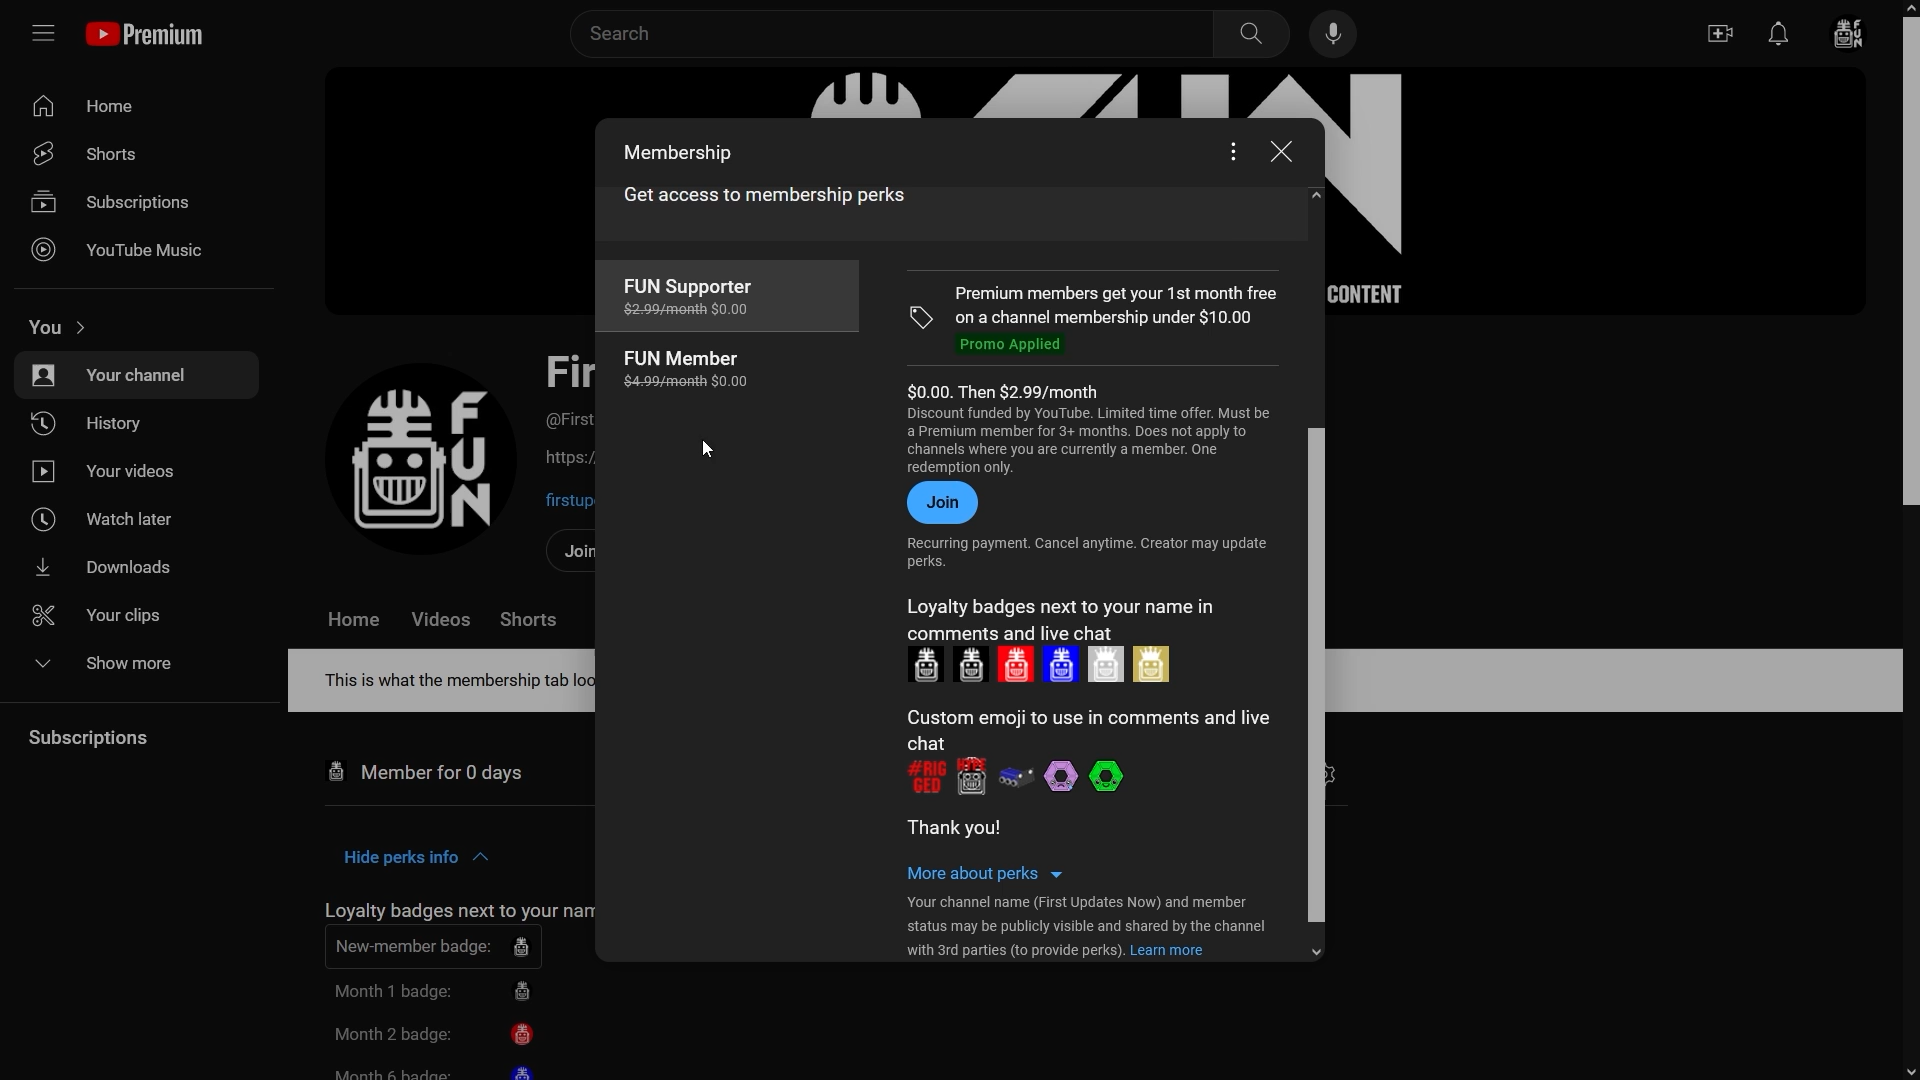 Premium
Search
FUN
Home
Shorts
Subscriptions
YouTube Music
You
Your channel
History
Your videos
Watch later
Downloads
Your clips
Show more
Subscriptions
CONTENT
FUN
Fir
@First
https:/
firstup
Join
Home Videos Shorts
This is what the membership tab loo
Member for 0 days
Hide perks info
Loyalty badges next to your nam
New-member badge:
Month 1 badge:
Month 2 badge:
Month 6 badge:
Membership
Get access to membership perks
FUN Supporter
$2.99/month $0.00
FUN Member
$4.99/month $0.00
Premium members get your 1st month free
on a channel membership under $10.00
Promo Applied
$0.00. Then $2.99/month
Discount funded by YouTube. Limited time offer. Must be
a Premium member for 3+ months. Does not apply to
channels where you are currently a member. One
redemption only.
Join
Recurring payment. Cancel anytime. Creator may update
perks.
Loyalty badges next to your name in
comments and live chat
Custom emoji to use in comments and live
chat
#RIG
GED
HYPE
Thank you!
More about perks
Your channel name (First Updates Now) and member
status may be publicly visible and shared by the channel
with 3rd parties (to provide perks). Learn more